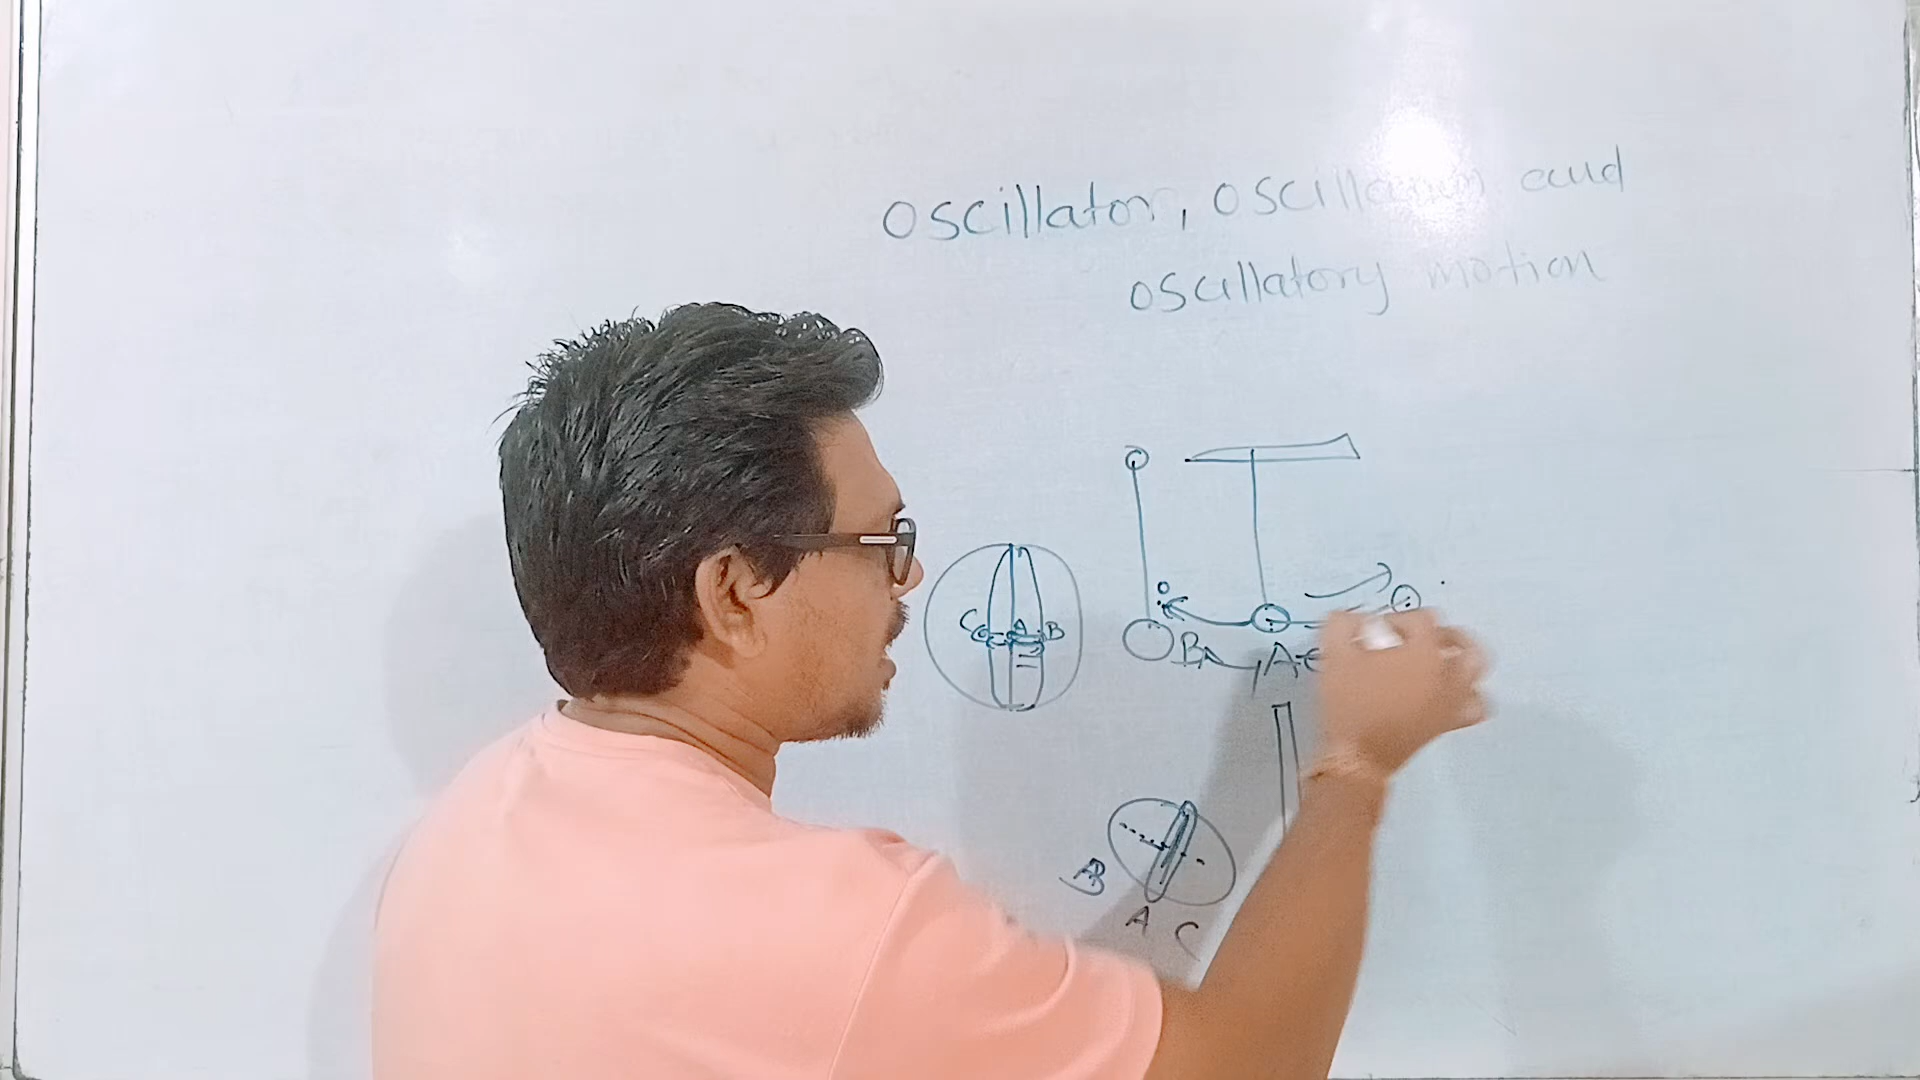 Oscillator, Oscillation and
oscillatory motion
C A B
B A
B
A C